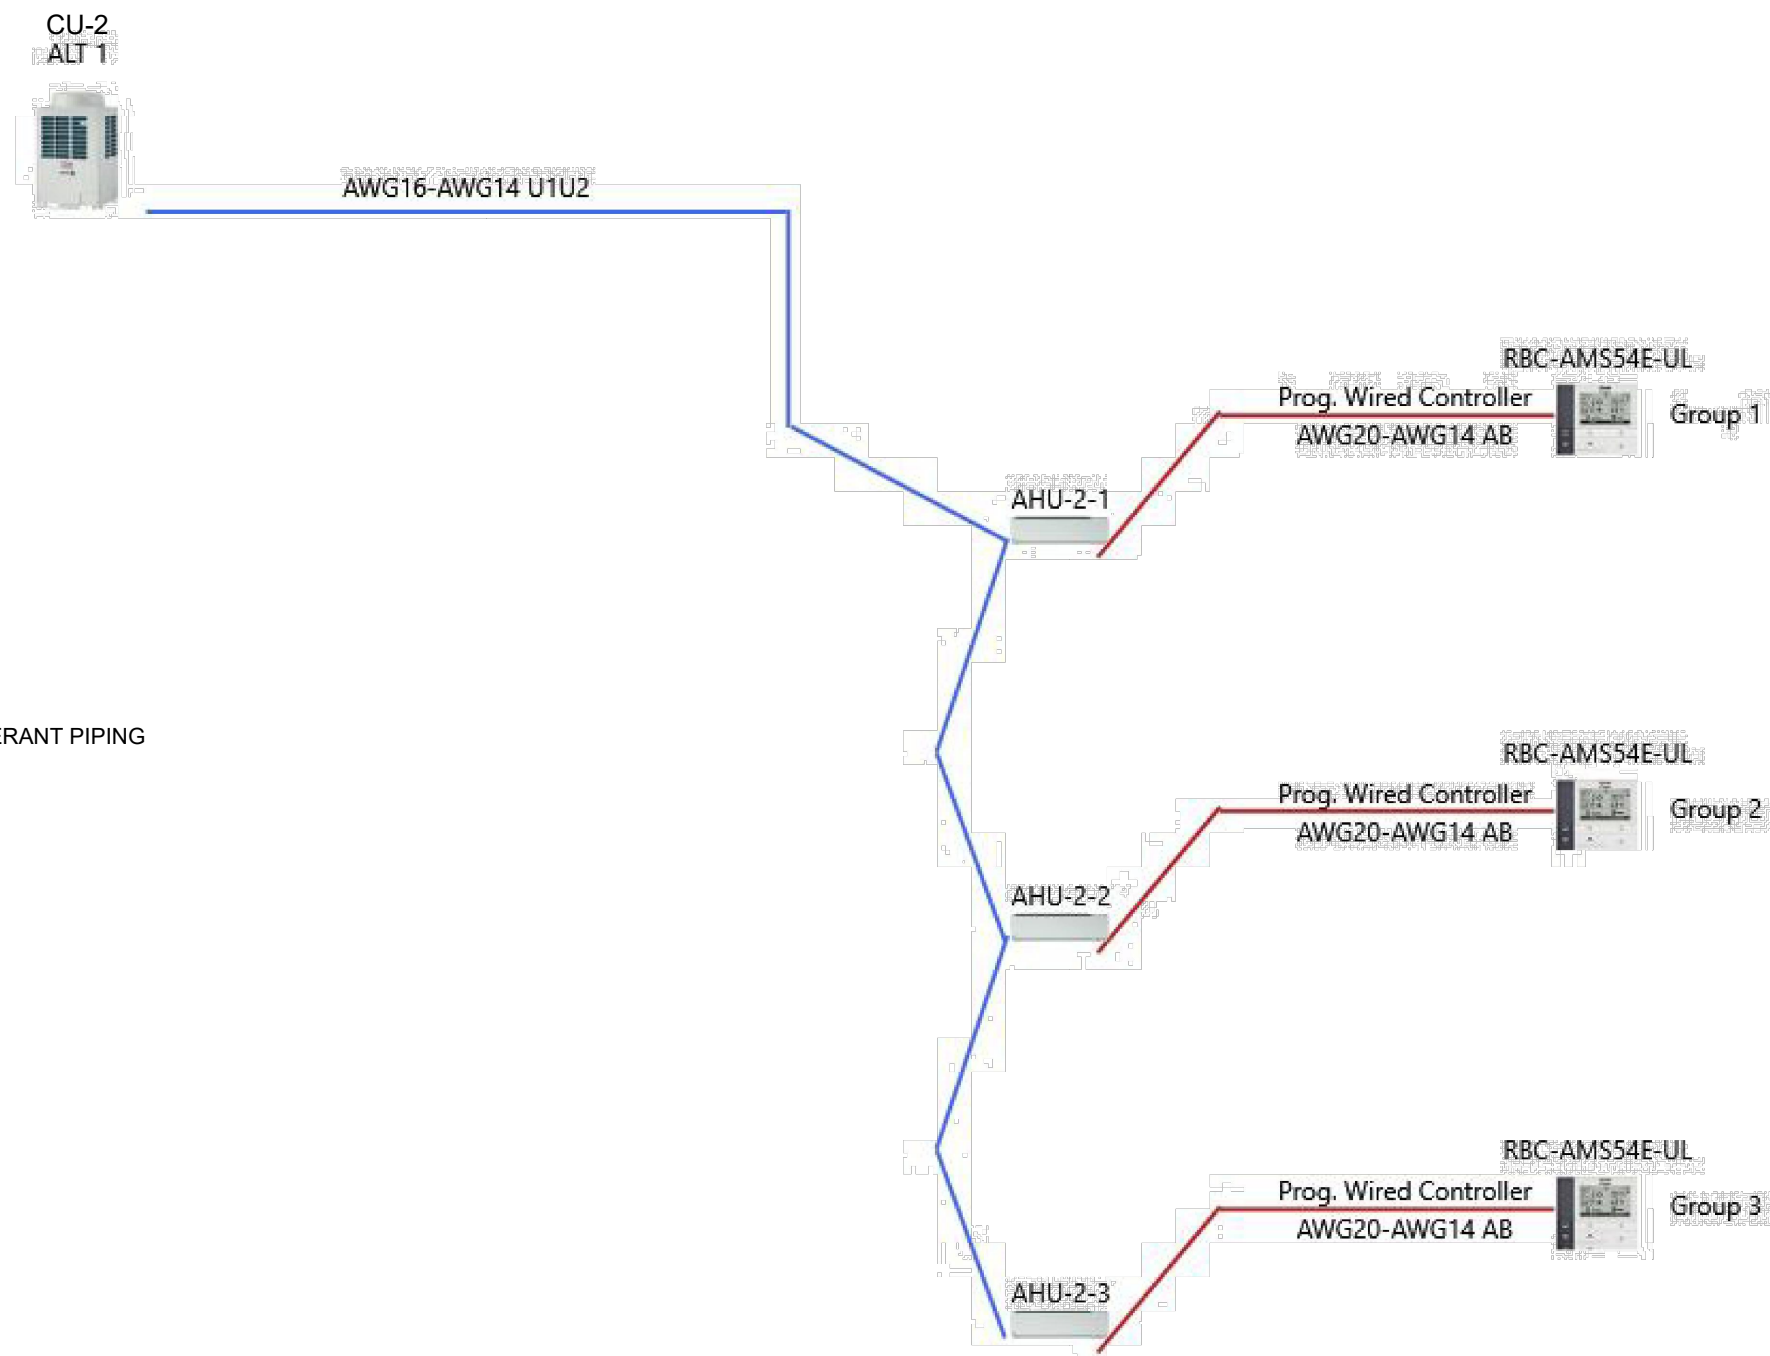 CU-2
ALT 1
AWG16-AWG14 U1U2
RBC-AMS54E-UL
Prog. Wired Controller
Group 1
AWG20-AWG14 AB
AHU-2-1
ERANT PIPING
RBC-AMS54E-UL
Prog. Wired Controller
Group 2
AWG20-AWG14 AB
AHU-2-2
RBC-AMS54E-UL
Prog. Wired Controller
Group 3
AWG20-AWG14 AB
AHU-2-3